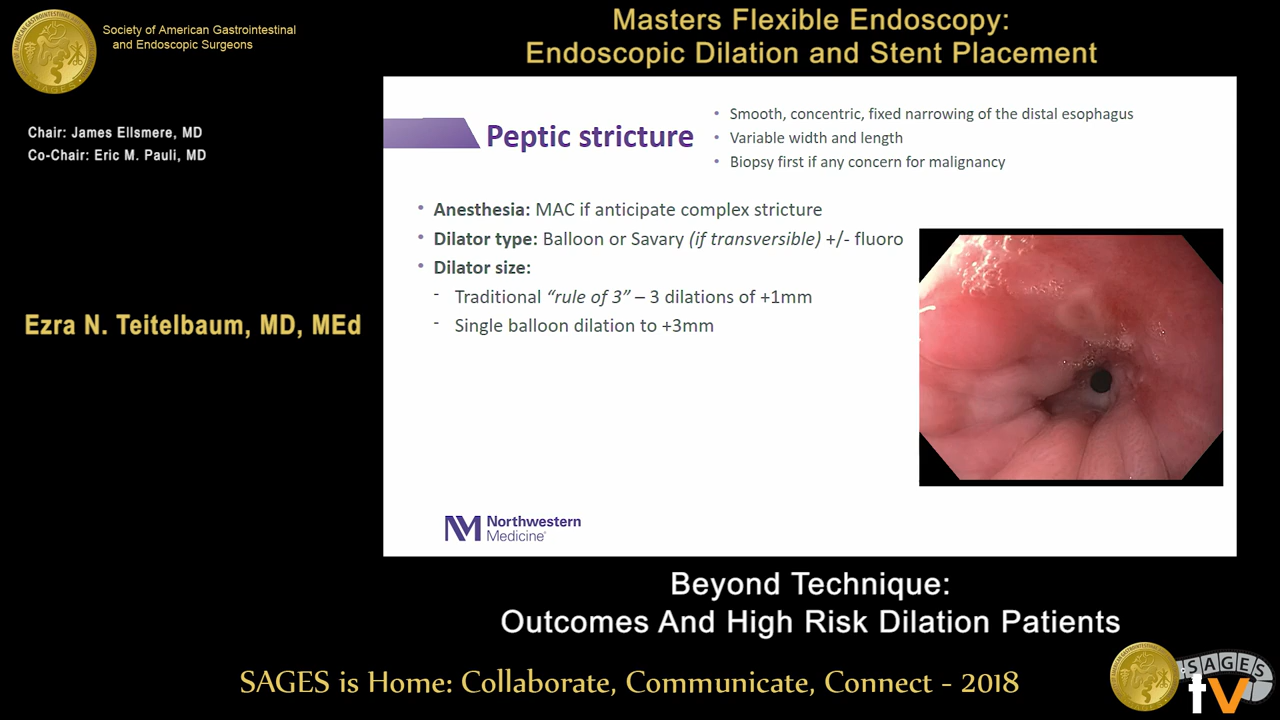 Society of American Gastrointestinal
and Endoscopic Surgeons
Masters Flexible Endoscopy:
Endoscopic Dilation and Stent Placement
Chair: James Ellsmere, MD
Co-Chair: Eric M. Pauli, MD
Ezra N. Teitelbaum, MD, MEd
Peptic stricture
• Smooth, concentric, fixed narrowing of the distal esophagus
• Variable width and length
• Biopsy first if any concern for malignancy
• Anesthesia: MAC if anticipate complex stricture
• Dilator type: Balloon or Savary (if transversible) +/- fluoro
• Dilator size:
- Traditional “rule of 3” – 3 dilations of +1mm
- Single balloon dilation to +3mm
NM Northwestern
Medicine®
Beyond Technique:
Outcomes And High Risk Dilation Patients
SAGES is Home: Collaborate, Communicate, Connect - 2018
SAGES
tv